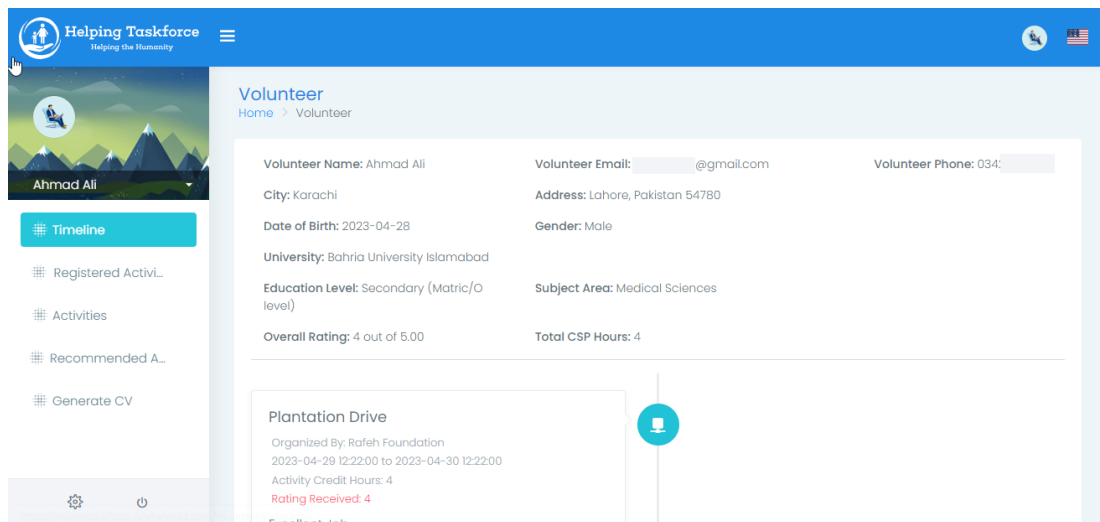 Helping Taskforce
Helping the Humanity
Ahmad Ali
Timeline
Registered Activi...
Activities
Recommended A...
Generate CV
Volunteer
Home > Volunteer
Volunteer Name: Ahmad Ali
Volunteer Email: @gmail.com
Volunteer Phone: 034
City: Karachi
Address: Lahore, Pakistan 54780
Date of Birth: 2023-04-28
Gender: Male
University: Bahria University Islamabad
Education Level: Secondary (Matric/O
level)
Subject Area: Medical Sciences
Overall Rating: 4 out of 5.00
Total CSP Hours: 4
Plantation Drive
Organized By: Rafeh Foundation
2023-04-29 12:22:00 to 2023-04-30 12:22:00
Activity Credit Hours: 4
Rating Received: 4